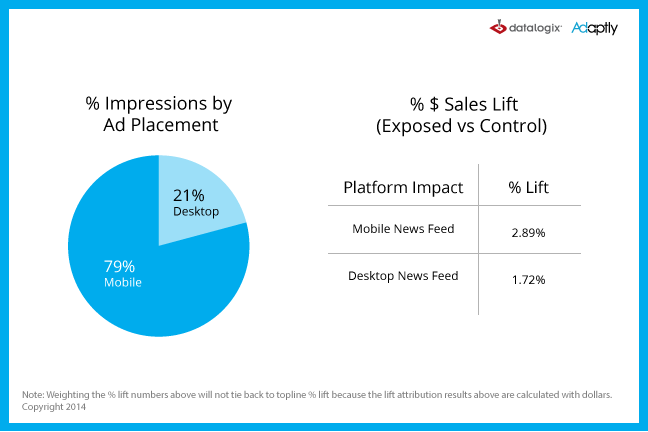 datalogix Adaptly
% Impressions by
Ad Placement
21%
Desktop
79%
Mobile
% $ Sales Lift
(Exposed vs Control)
Platform Impact % Lift
Mobile News Feed 2.89%
Desktop News Feed 1.72%
Note: Weighting the % lift numbers above will not tie back to topline % lift because the lift attribution results above are calculated with dollars.
Copyright 2014